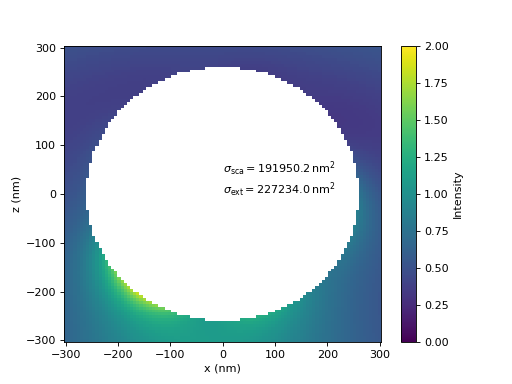 300
200
100
0
−100
−200
−300
z (nm)
σsca = 191950.2 nm²
σext = 227234.0 nm²
−300 −200 −100 0 100 200 300
x (nm)
2.00
1.75
1.50
1.25
1.00
0.75
0.50
0.25
0.00
Intensity